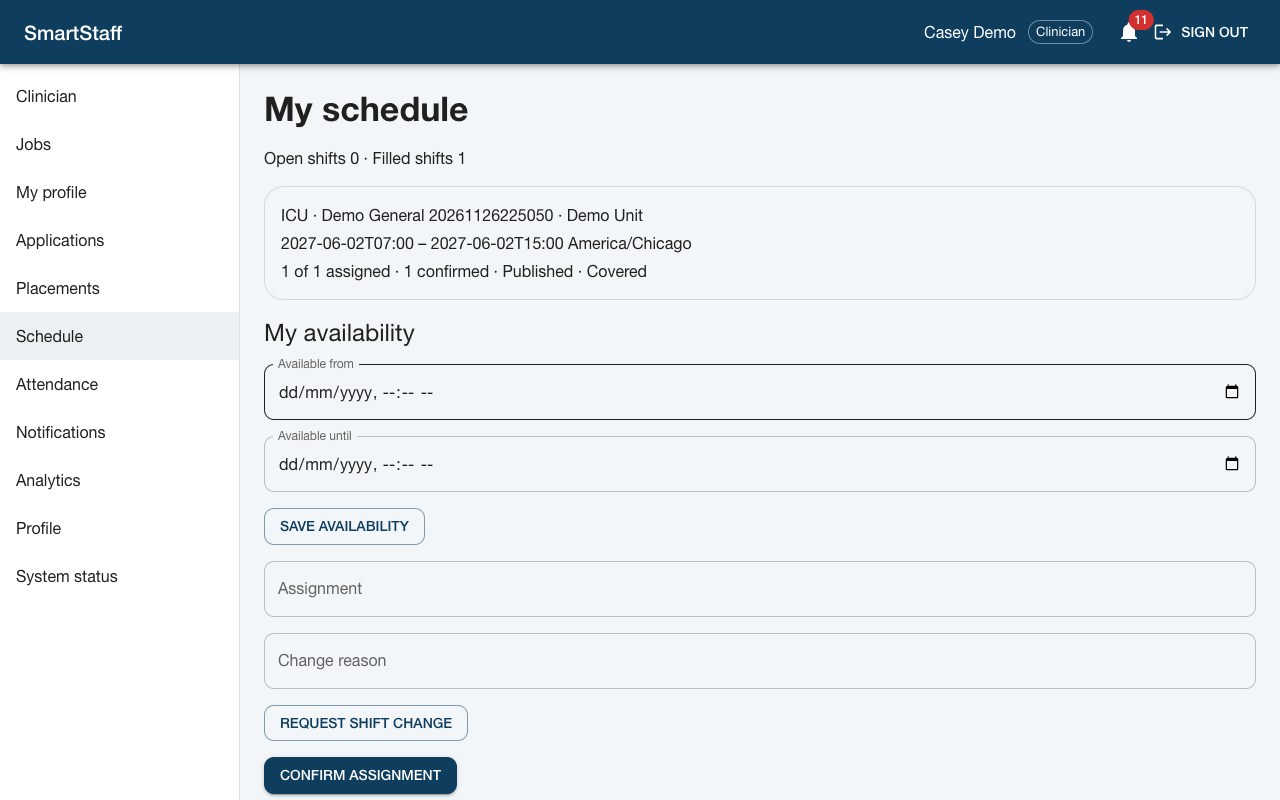 SmartStaff
Casey Demo
Clinician
11
SIGN OUT
Clinician
Jobs
My profile
Applications
Placements
Schedule
Attendance
Notifications
Analytics
Profile
System status
My schedule
Open shifts 0 · Filled shifts 1
ICU · Demo General 20261126225050 · Demo Unit
2027-06-02T07:00 – 2027-06-02T15:00 America/Chicago
1 of 1 assigned · 1 confirmed · Published · Covered
My availability
Available from
dd/mm/yyyy, --:-- --
Available until
dd/mm/yyyy, --:-- --
SAVE AVAILABILITY
Assignment
Change reason
REQUEST SHIFT CHANGE
CONFIRM ASSIGNMENT